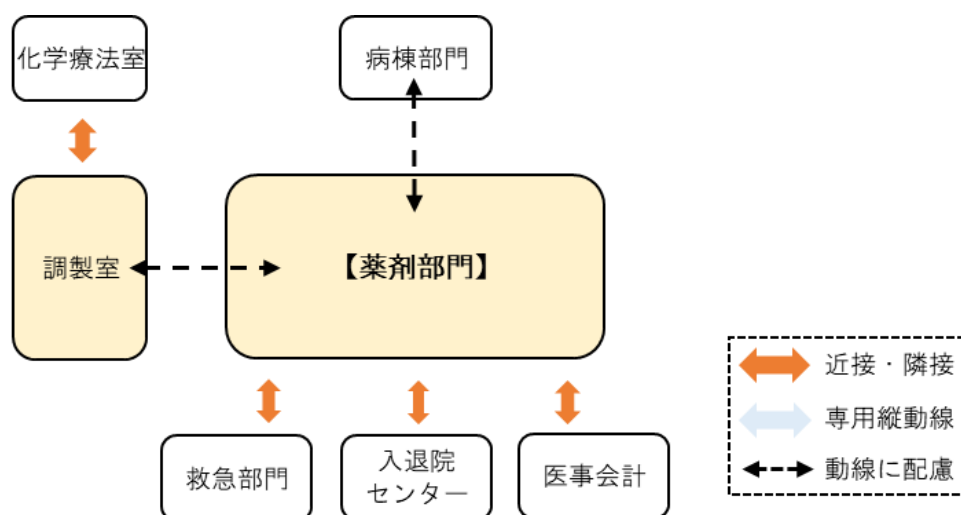 化学療法室
病棟部門
調製室
【薬剤部門】
近接・隣接
専用縦動線
動線に配慮
救急部門
入退院
センター
医事会計